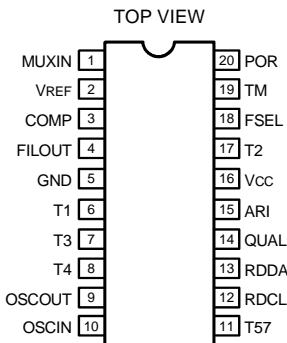 TOP VIEW
MUXIN 1 20 POR
VREF 2 19 TM
COMP 3 18 FSEL
FILOUT 4 17 T2
GND 5 16 VCC
T1 6 15 ARI
T3 7 14 QUAL
T4 8 13 RDDA
OSCOUT 9 12 RDCL
OSCIN 10 11 T57